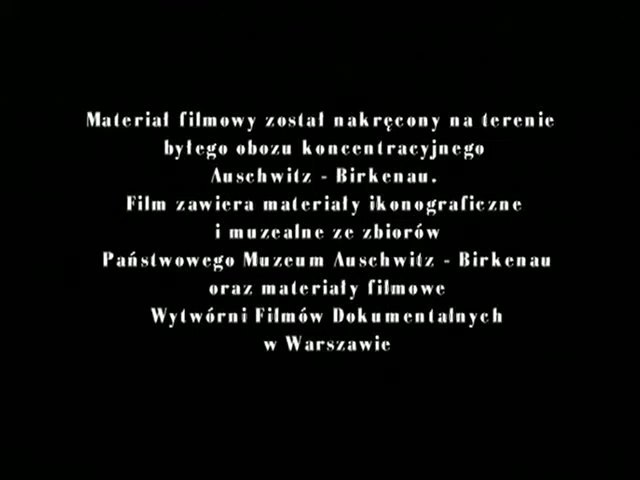 Materiał filmowy został nakręcony na terenie
byłego obozu koncentracyjnego
Auschwitz - Birkenau.
Film zawiera materiały ikonograficzne
i muzealne ze zbiorów
Państwowego Muzeum Auschwitz - Birkenau
oraz materiały filmowe
Wytwórni Filmów Dokumentalnych
w Warszawie